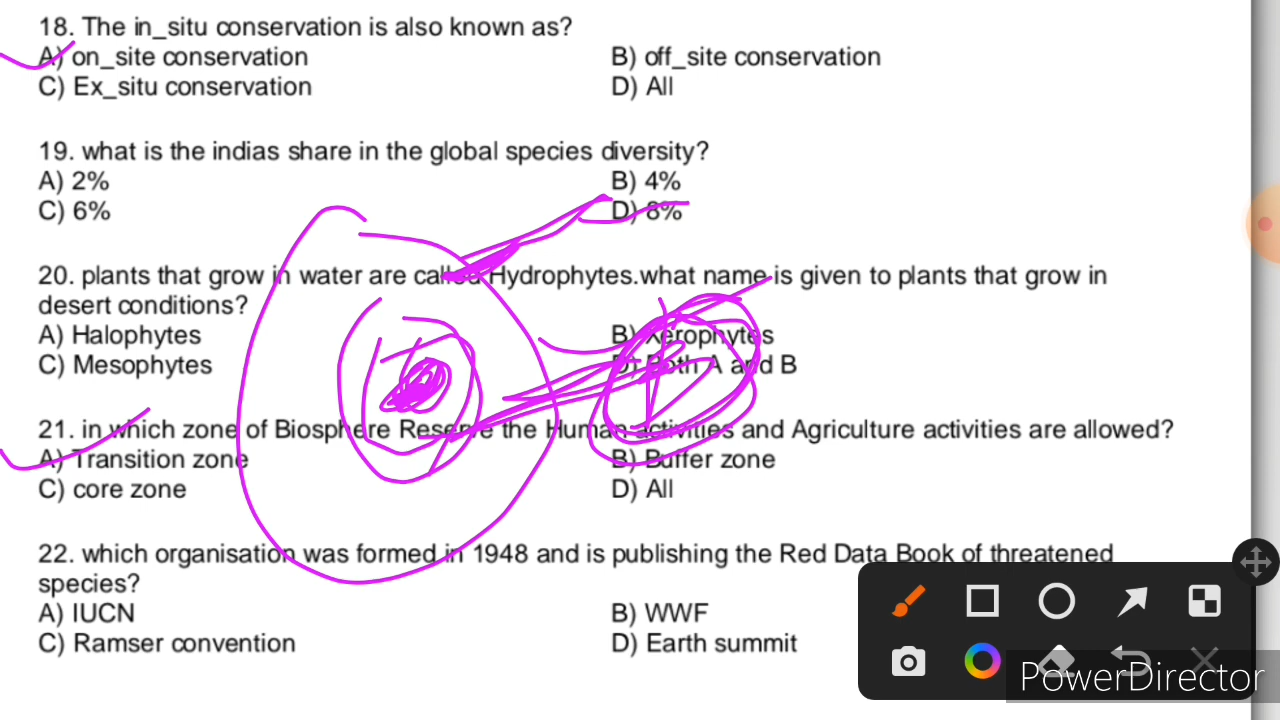 18. The in_situ conservation is also known as?
A) on_site conservation B) off_site conservation
C) Ex_situ conservation D) All
19. what is the indias share in the global species diversity?
A) 2% B) 4%
C) 6% D) 8%
20. plants that grow in water are called Hydrophytes.what name is given to plants that grow in
desert conditions?
A) Halophytes B) Xerophytes
C) Mesophytes D) Both A and B
21. in which zone of Biosphere Reserve the Human activities and Agriculture activities are allowed?
A) Transition zone B) Buffer zone
C) core zone D) All
22. which organisation was formed in 1948 and is publishing the Red Data Book of threatened
species?
A) IUCN B) WWF
C) Ramser convention D) Earth summit
PowerDirector